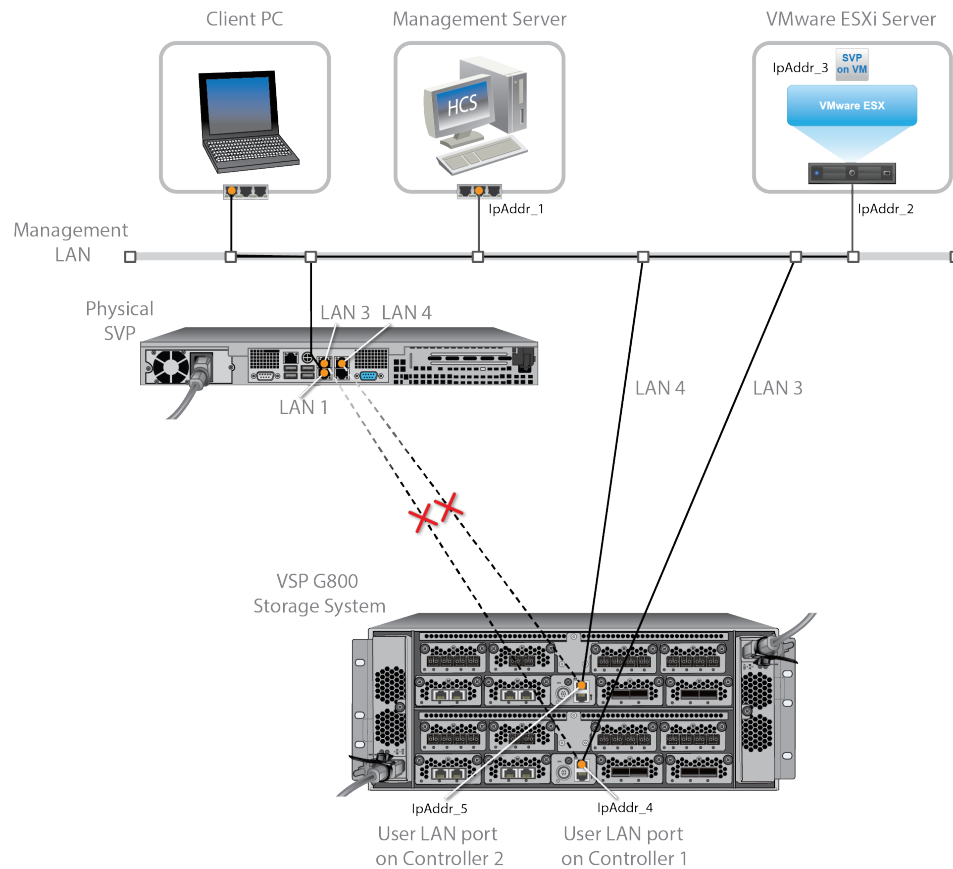 Client PC
Management Server
VMware ESXi Server
IpAddr_3
SVP
on VM
HCS
VMware ESX
IpAddr_1
IpAddr_2
Management
LAN
Physical
SVP
LAN 3
LAN 4
LAN 1
LAN 4
LAN 3
VSP G800
Storage System
IpAddr_5
IpAddr_4
User LAN port
on Controller 2
User LAN port
on Controller 1